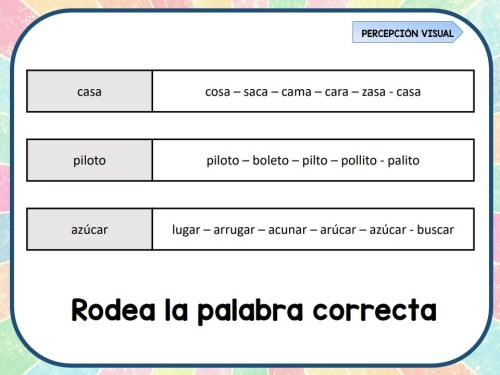 PERCEPCIÓN VISUAL
casa
cosa – saca – cama – cara – zasa - casa
piloto
piloto – boleto – pilto – pollito - palito
azúcar
lugar – arrugar – acunar – arúcar – azúcar - buscar
Rodea la palabra correcta